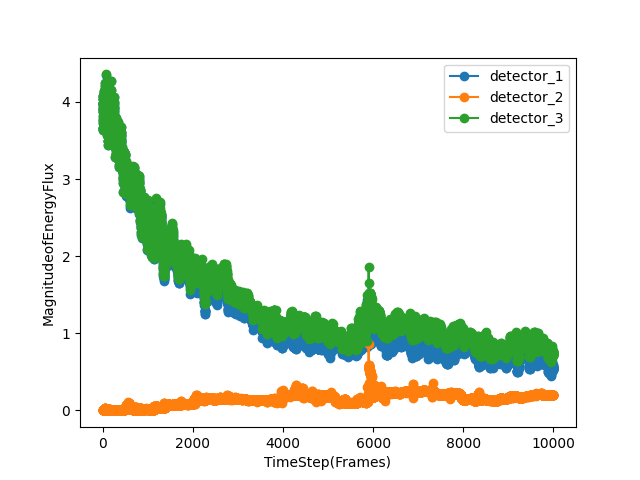 detector_1
detector_2
detector_3
MagnitudeofEnergyFlux
4
3
2
1
0
0
2000
4000
6000
8000
10000
TimeStep(Frames)